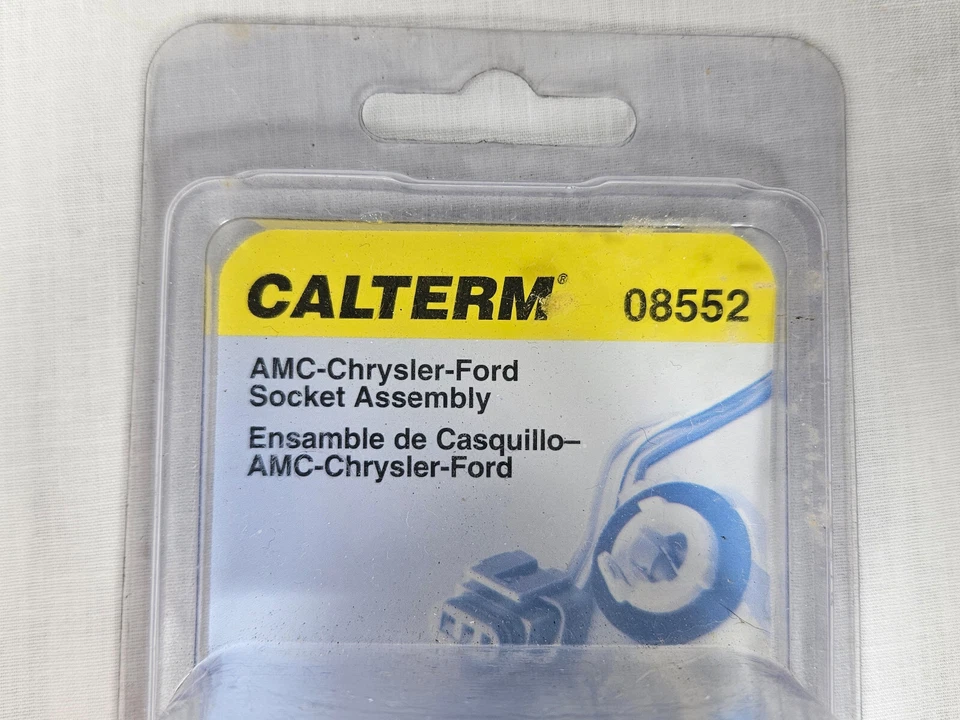 CALTERM® 08552
AMC-Chrysler-Ford
Socket Assembly
Ensamble de Casquillo–
AMC-Chrysler-Ford